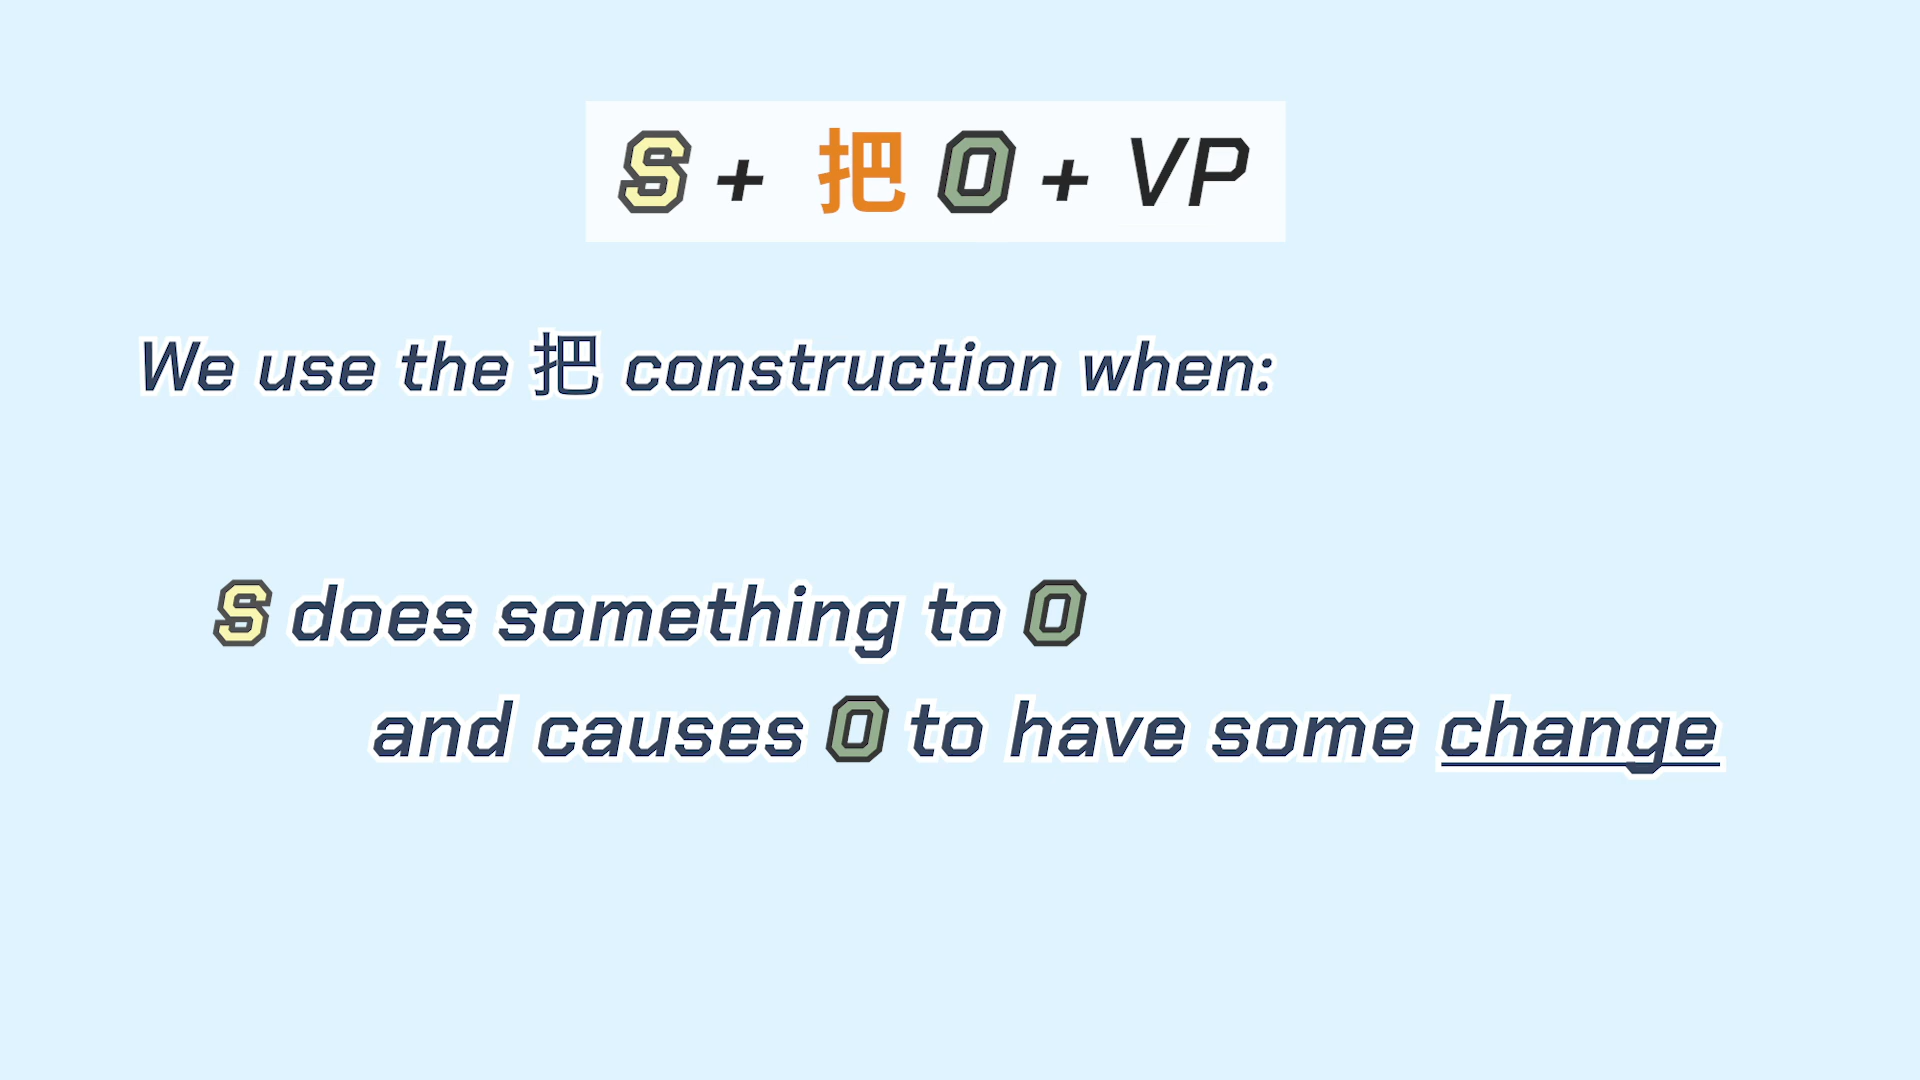 S + 把 O + VP
We use the 把 construction when:
S does something to O
and causes O to have some change